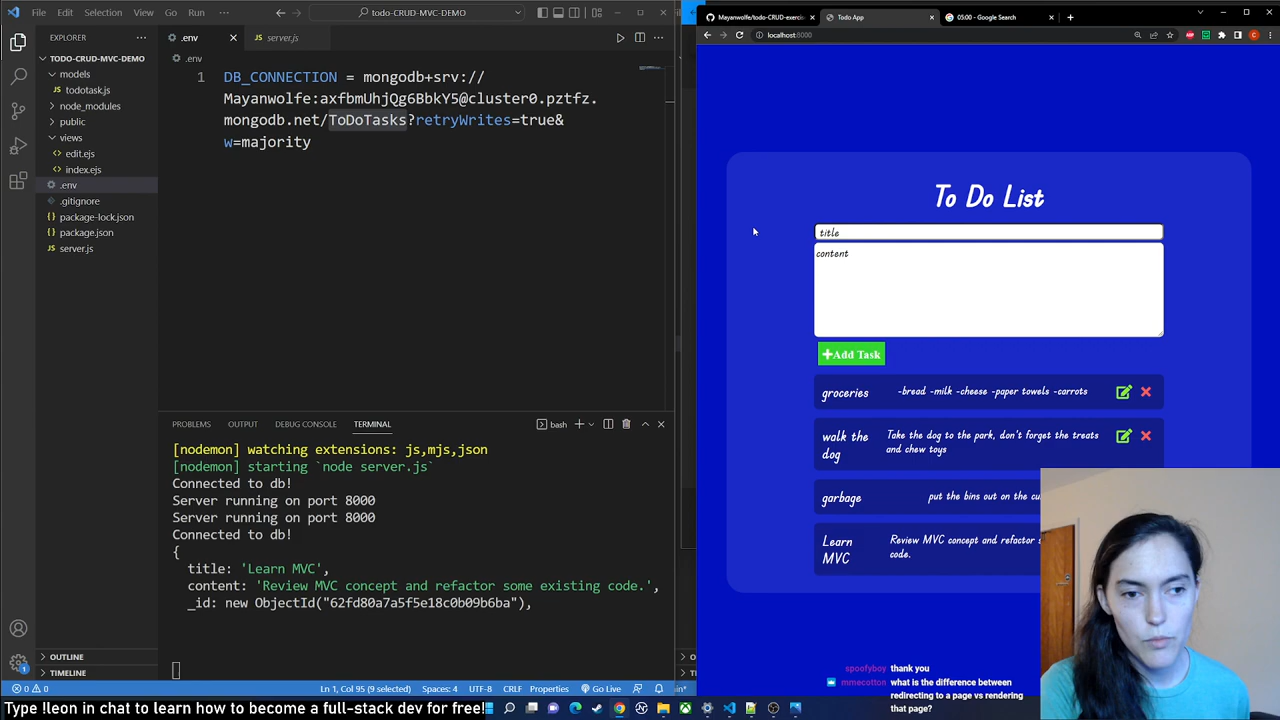 File Edit Selection View Go Run ··· todo-CRUD-MVC-DEMO
EXPLORER
TODO-CRUD-MVC-DEMO
models
todotask.js
node_modules
public
views
edit.ejs
index.ejs
.env
.gitignore
package-lock.json
package.json
server.js
OUTLINE
TIMELINE
.env server.js
.env
1 DB_CONNECTION = mongodb+srv://
Mayanwolfe:axfbmUhjQg6BbkY5@cluster0.pztfz.
mongodb.net/ToDoTasks?retryWrites=true&
w=majority
PROBLEMS OUTPUT DEBUG CONSOLE TERMINAL bash
[nodemon] watching extensions: js,mjs,json
[nodemon] starting `node server.js`
Connected to db!
Server running on port 8000
Server running on port 8000
Connected to db!
{
title: 'Learn MVC',
content: 'Review MVC concept and refactor some existing code.',
_id: new ObjectId("62fd80a7a5f5e18c0b09b6ba"),
0 0 Ln 1, Col 95 (9 selected) Spaces: 4 UTF-8 CRLF Properties Go Live
Type !leon in chat to learn how to become a full-stack dev for free!
Mayanwolfe/todo-CRUD-exercis Todo App 05:00 - Google Search
localhost:8000
To Do List
title
content
+Add Task
groceries -bread -milk -cheese -paper towels -carrots
walk the dog Take the dog to the park, don't forget the treats
and chew toys
garbage put the bins out on the cu
Learn MVC Review MVC concept and refactor s
code.
spoofyboy thank you
mmecotton what is the difference between
redirecting to a page vs rendering
that page?